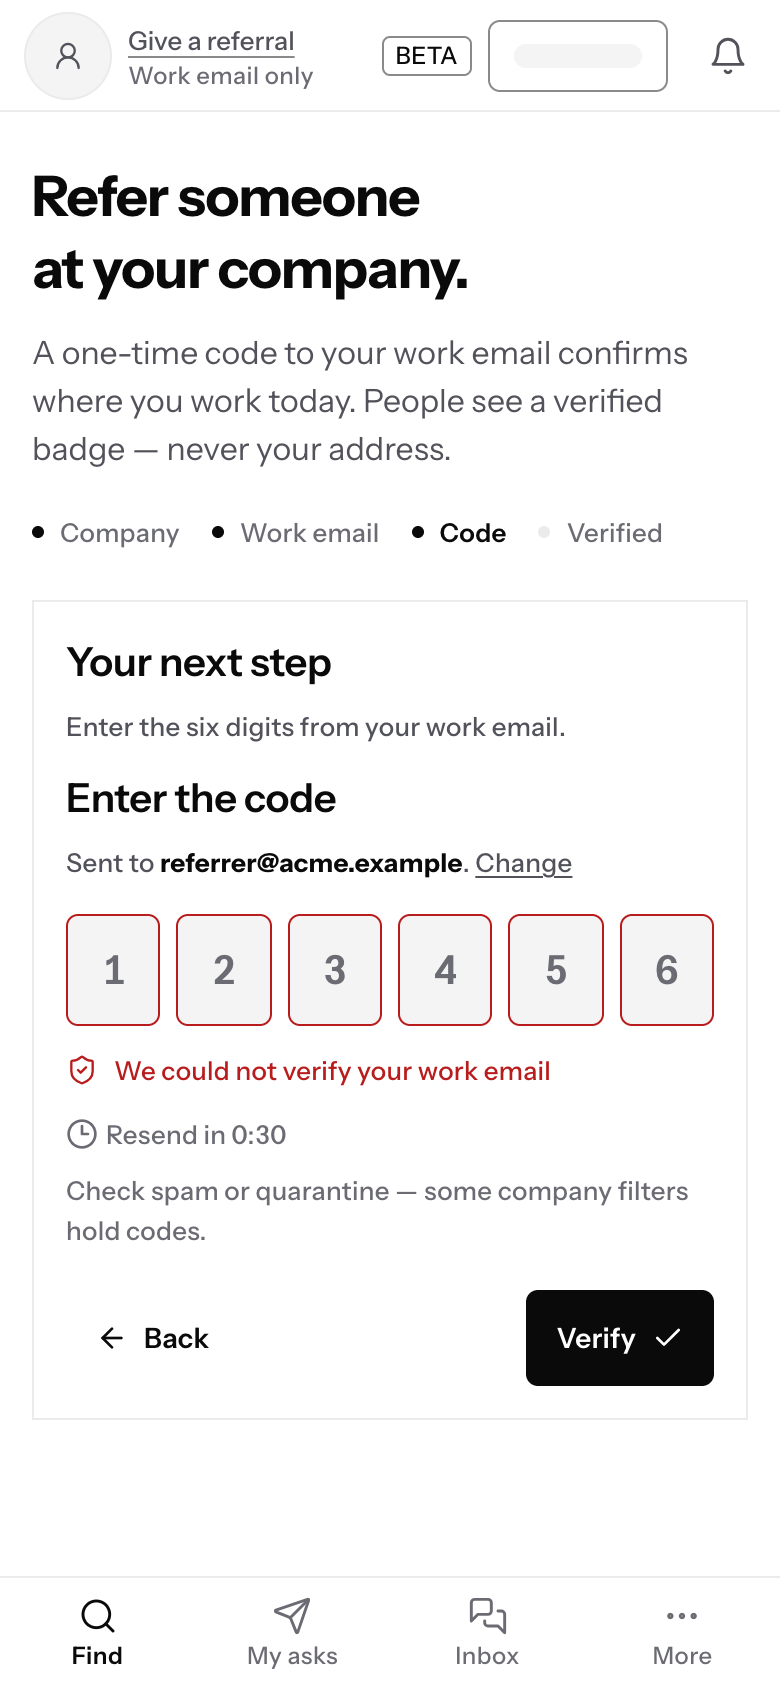 Give a referral
Work email only
BETA
Refer someone
at your company.
A one-time code to your work email confirms
where you work today. People see a verified
badge — never your address.
Company Work email Code Verified
Your next step
Enter the six digits from your work email.
Enter the code
Sent to referrer@acme.example. Change
1 2 3 4 5 6
We could not verify your work email
Resend in 0:30
Check spam or quarantine — some company filters
hold codes.
Back Verify
Find My asks Inbox More